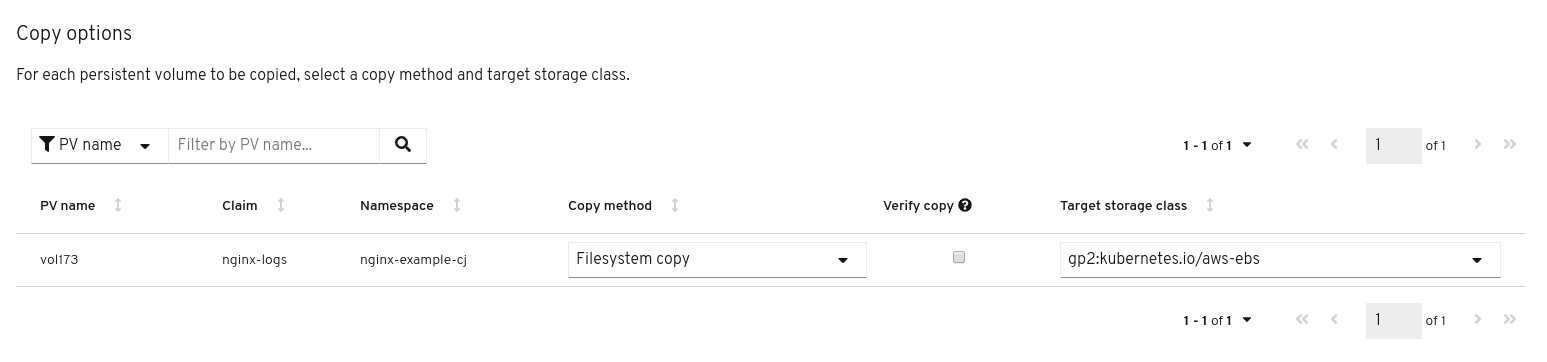 Copy options
For each persistent volume to be copied, select a copy method and target storage class.
PV name Filter by PV name... 1 - 1 of 1 1 of 1
PV name Claim Namespace Copy method Verify copy Target storage class
vol173 nginx-logs nginx-example-cj Filesystem copy gp2:kubernetes.io/aws-ebs
1 - 1 of 1 1 of 1